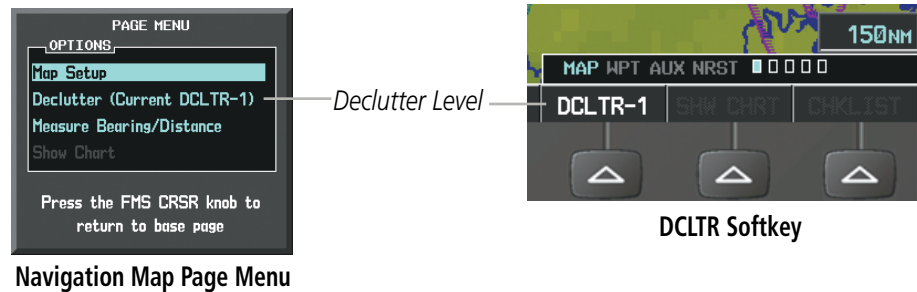 PAGE MENU
OPTIONS
Map Setup
Declutter (Current DCLTR-1)
Measure Bearing/Distance
Show Chart
Press the FMS CRSR knob to
return to base page
Navigation Map Page Menu
Declutter Level
150NM
MAP WPT AUX NRST
DCLTR-1 SHW CHRT CHKLIST
DCLTR Softkey